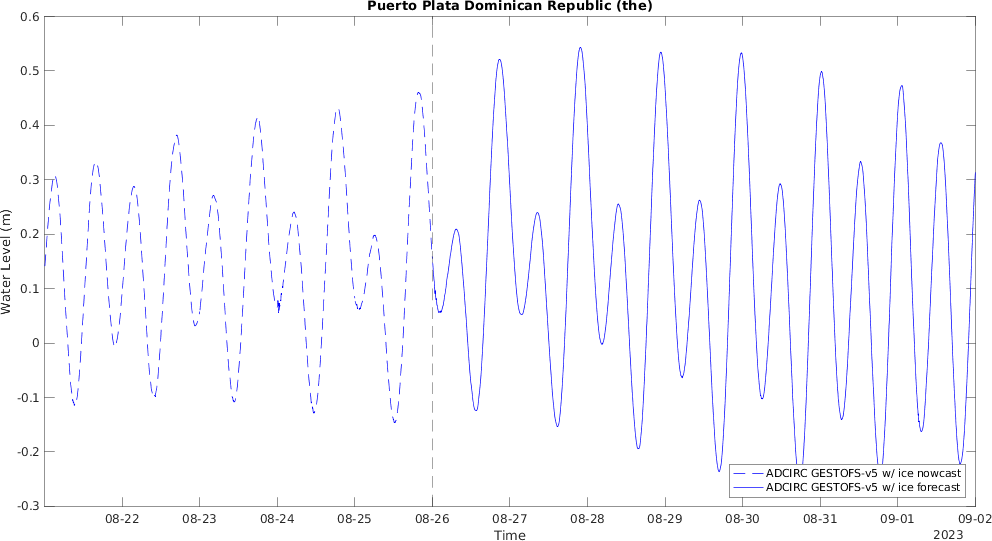 Puerto Plata Dominican Republic (the)
0.6
0.5
0.4
0.3
0.2
0.1
0
-0.1
-0.2
-0.3
Water Level (m)
ADCIRC GESTOFS-v5 w/ ice nowcast
ADCIRC GESTOFS-v5 w/ ice forecast
08-22 08-23 08-24 08-25 08-26 08-27 08-28 08-29 08-30 08-31 09-01 09-02
Time
2023